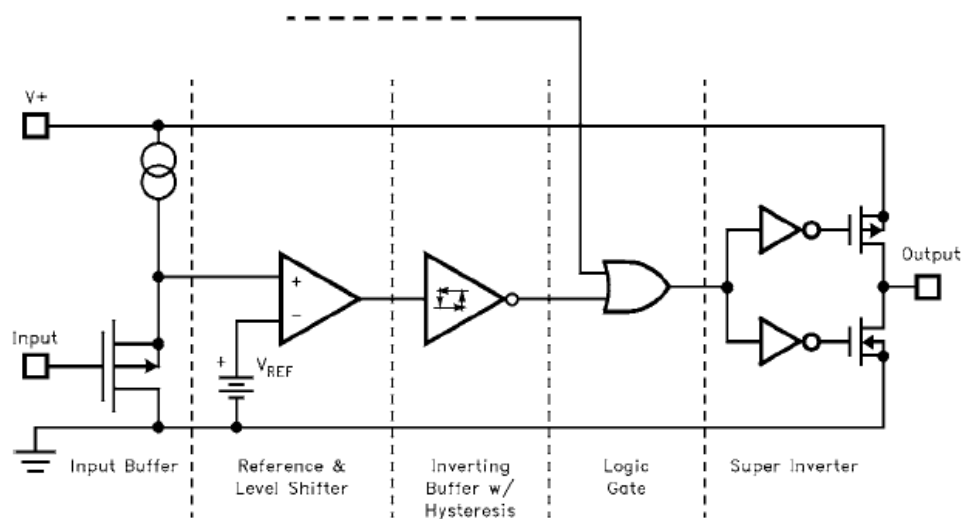 V+
Output
+
−
Input
+
VREF
Input Buffer
Reference &
Level Shifter
Inverting
Buffer w/
Hysteresis
Logic
Gate
Super Inverter